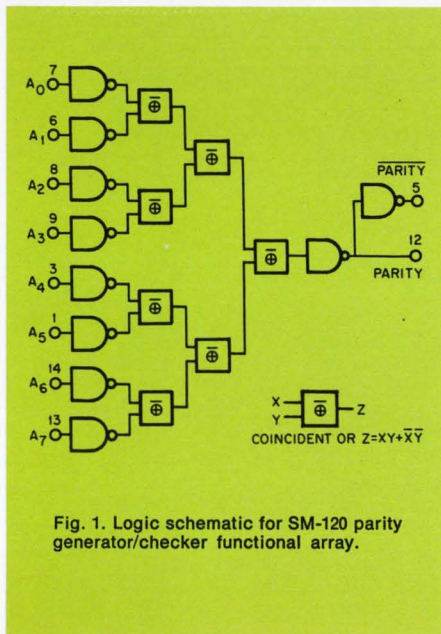 7
A0
6
A1
8
A2
9
A3
3
A4
1
A5
14
A6
13
A7
⊕̅
⊕̅
⊕̅
⊕̅
⊕̅
⊕̅
⊕̅
P̅A̅R̅I̅T̅Y̅
5
12
PARITY
X
Y
⊕̅
Z
COINCIDENT OR Z=XY+X̅Y̅
Fig. 1. Logic schematic for SM-120 parity
generator/checker functional array.